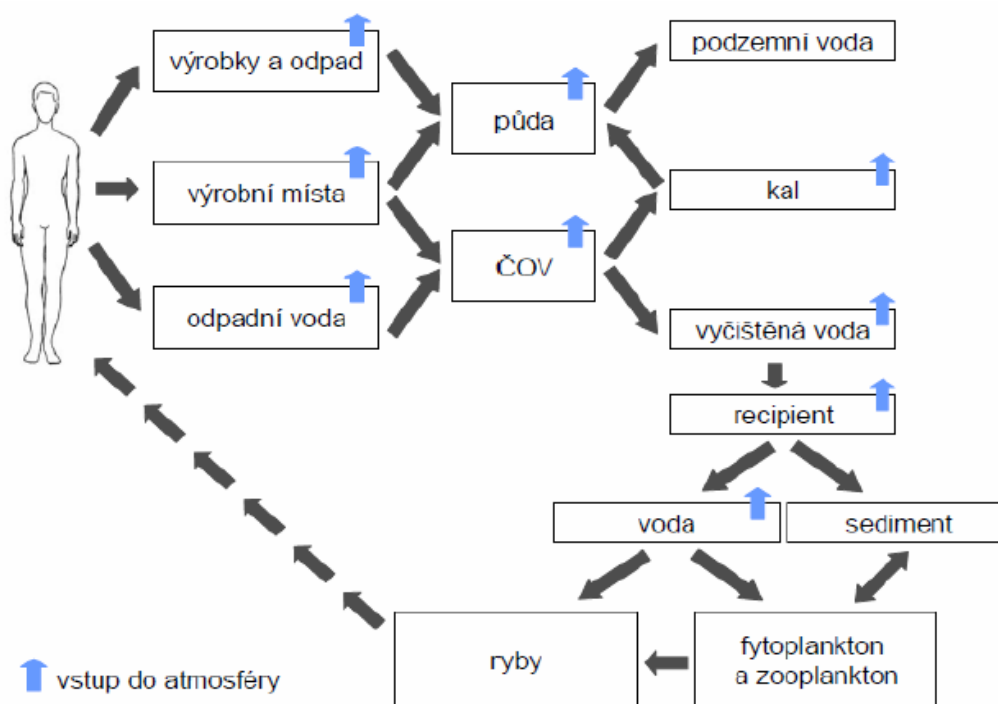 výrobky a odpad
podzemní voda
půda
výrobní místa
kal
ČOV
odpadní voda
vyčištěná voda
recipient
voda
sediment
ryby
fytoplankton
a zooplankton
vstup do atmosféry